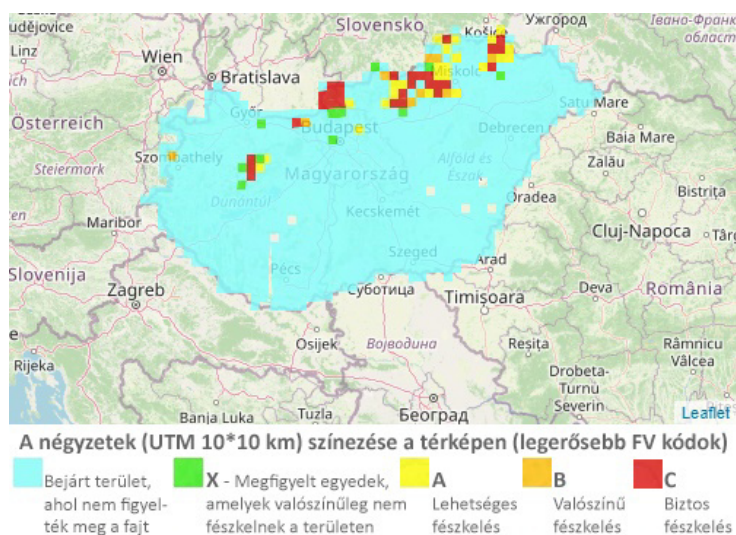 České
udějovice
Linz
Österreich
Steiermark
Wien
Bratislava
Slovensko
Košice
Ужгород
Івано-Франк
област
Győr
Budapest
Miskolc
Debrecen
Satu Mare
Baia Mare
Szombathely
Magyarország
Alföld és
Észak
Zalău
Bistrița
Oradea
Cluj-Napoca
Târg
Dunántúl
Kecskemét
Maribor
Szeged
Arad
Pécs
Суботица
Timișoara
Deva
România
Slovenija
Zagreb
Osijek
Војводина
Reșița
Râmnicu
Vâlcea
e
Rijeka
Drobeta-
Turnu
Severin
Banja Luka
Tuzla
Београд
Leaflet
A négyzetek (UTM 10*10 km) színezése a térképen (legerősebb FV kódok)
Bejárt terület,
ahol nem figyel-
ték meg a fajt
X - Megfigyelt egyedek,
amelyek valószínűleg nem
fészkelnek a területen
A
Lehetséges
fészkelés
B
Valószínű
fészkelés
C
Biztos
fészkelés